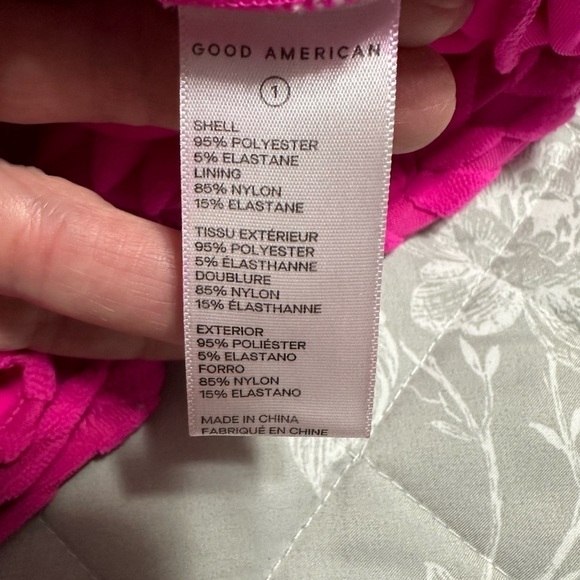 GOOD AMERICAN
1
SHELL
95% POLYESTER
5% ELASTANE
LINING
85% NYLON
15% ELASTANE
TISSU EXTÉRIEUR
95% POLYESTER
5% ÉLASTHANNE
DOUBLURE
85% NYLON
15% ÉLASTHANNE
EXTERIOR
95% POLIÉSTER
5% ELASTANO
FORRO
85% NYLON
15% ELASTANO
MADE IN CHINA
FABRIQUÉ EN CHINE